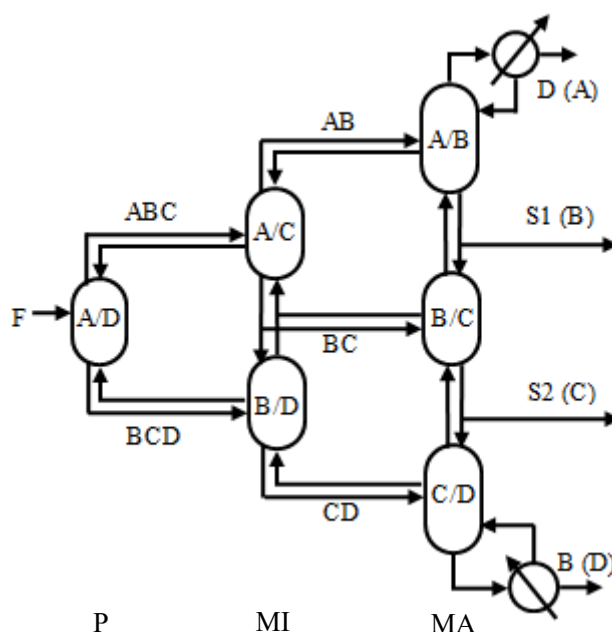 D (A)
AB
A/B
ABC
S1 (B)
A/C
F
A/D
B/C
BC
S2 (C)
B/D
BCD
C/D
CD
B (D)
P
MI
MA